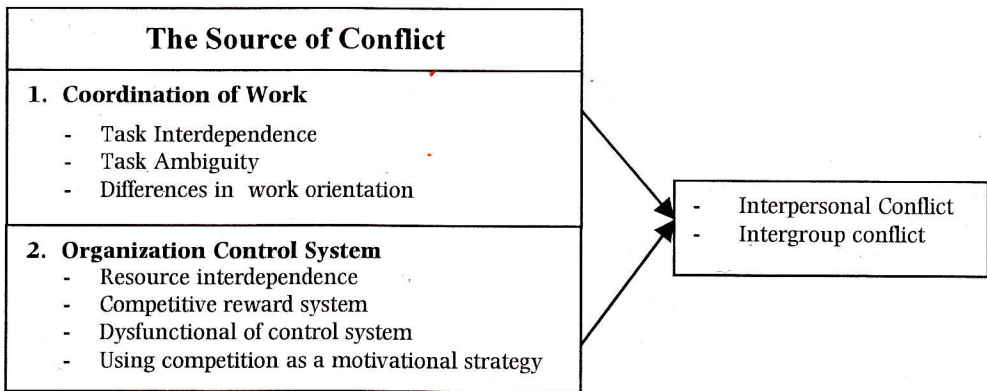 The Source of Conflict
1. Coordination of Work
- Task Interdependence
- Task Ambiguity
- Differences in work orientation
2. Organization Control System
- Resource interdependence
- Competitive reward system
- Dysfunctional of control system
- Using competition as a motivational strategy
- Interpersonal Conflict
- Intergroup conflict